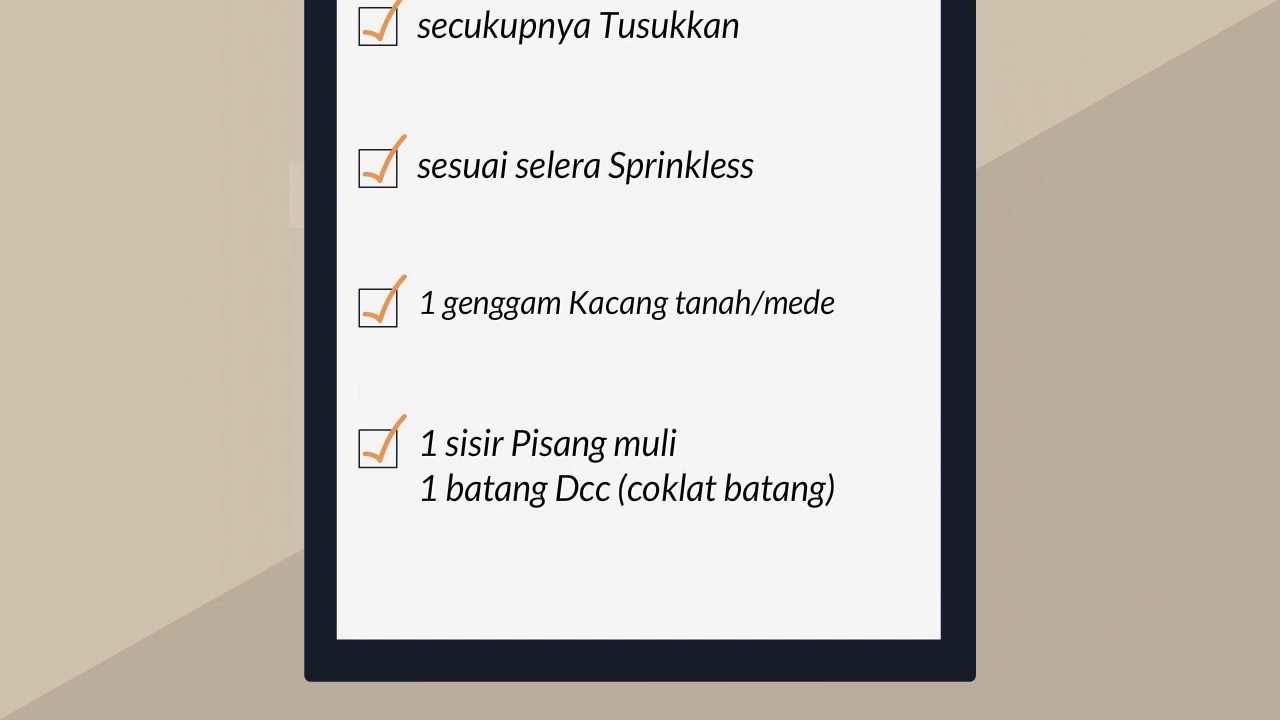 secukupnya Tusukkan
sesuai selera Sprinkless
1 genggam Kacang tanah/mede
1 sisir Pisang muli
1 batang Dcc (coklat batang)